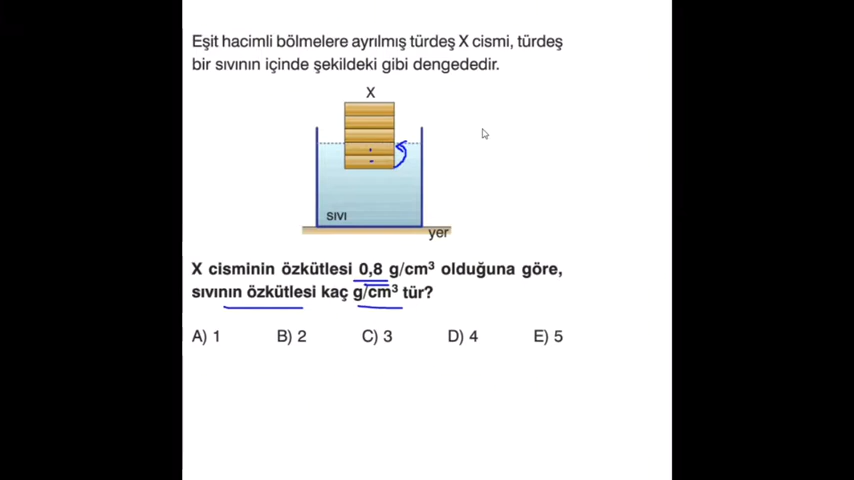 Eşit hacimli bölmelere ayrılmış türdeş X cismi, türdeş
bir sıvının içinde şekildeki gibi dengededir.
X
SIVI
yer
X cisminin özkütlesi 0,8 g/cm³ olduğuna göre,
sıvının özkütlesi kaç g/cm³ tür?
A) 1 B) 2 C) 3 D) 4 E) 5